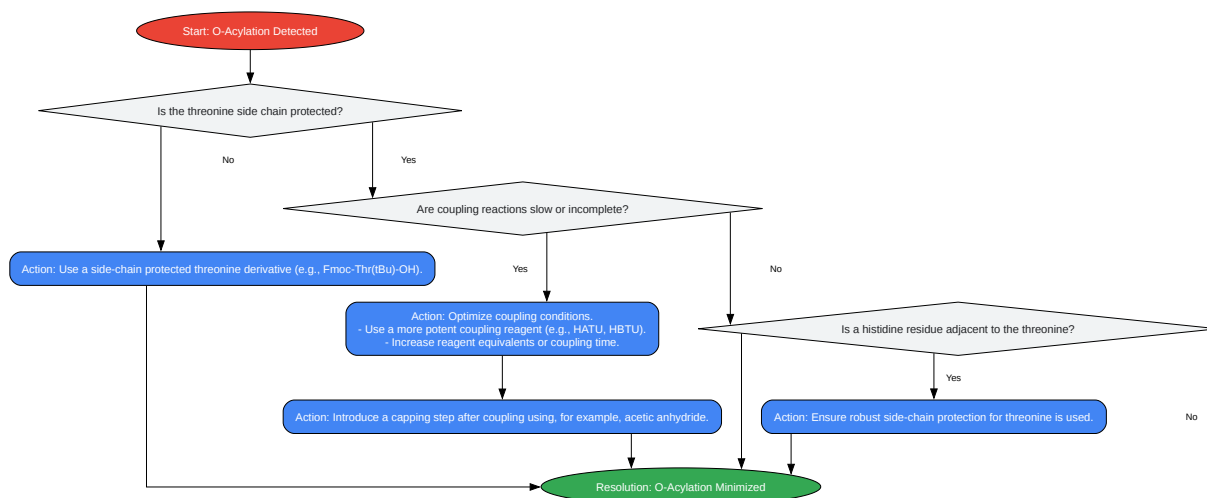 Start: O-Acylation Detected
Is the threonine side chain protected?
No
Yes
Are coupling reactions slow or incomplete?
Action: Use a side-chain protected threonine derivative (e.g., Fmoc-Thr(tBu)-OH).
Yes
No
Action: Optimize coupling conditions.
- Use a more potent coupling reagent (e.g., HATU, HBTU).
- Increase reagent equivalents or coupling time.
Is a histidine residue adjacent to the threonine?
Yes
Action: Introduce a capping step after coupling using, for example, acetic anhydride.
Action: Ensure robust side-chain protection for threonine is used.
No
Resolution: O-Acylation Minimized